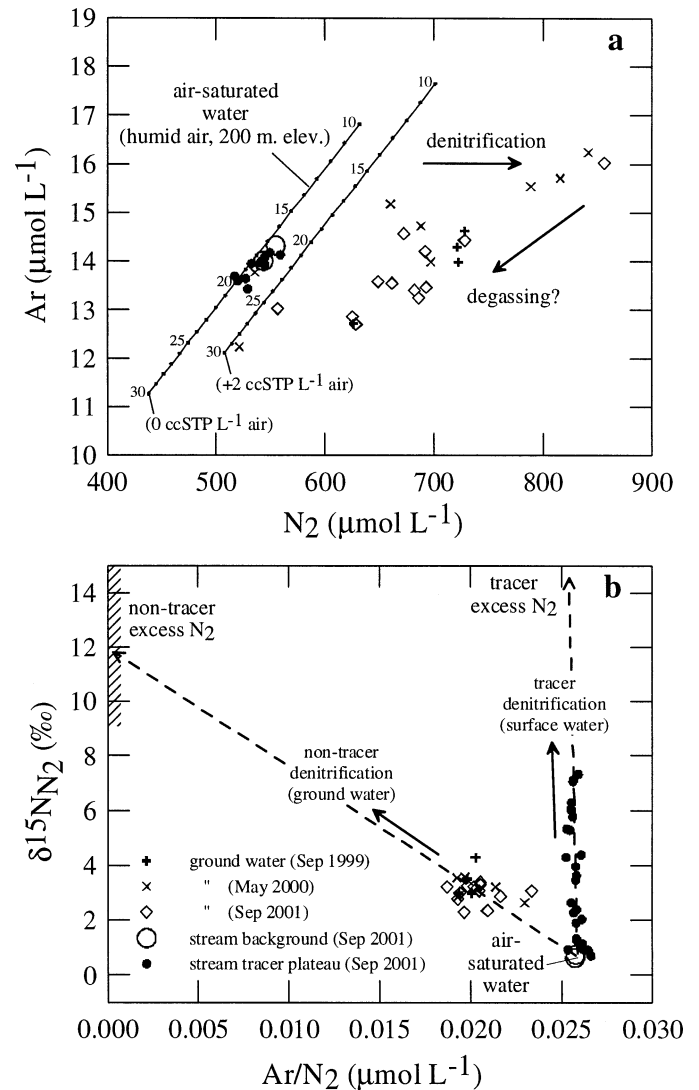 a
19
18
17
16
15
14
13
12
11
10
Ar (μmol L-1)
air-saturated
water
(humid air, 200 m. elev.)
10
10
denitrification
15
15
20
20
degassing?
25
25
30
(+2 ccSTP L-1 air)
30
(0 ccSTP L-1 air)
400 500 600 700 800 900
N2 (μmol L-1)
b
14
12
10
8
6
4
2
0
δ15NN2 (‰)
tracer
excess N2
non-tracer
excess N2
tracer
denitrification
(surface water)
non-tracer
denitrification
(ground water)
ground water (Sep 1999)
" (May 2000)
" (Sep 2001)
stream background (Sep 2001)
stream tracer plateau (Sep 2001)
air-
saturated
water
0.000 0.005 0.010 0.015 0.020 0.025 0.030
Ar/N2 (μmol L-1)